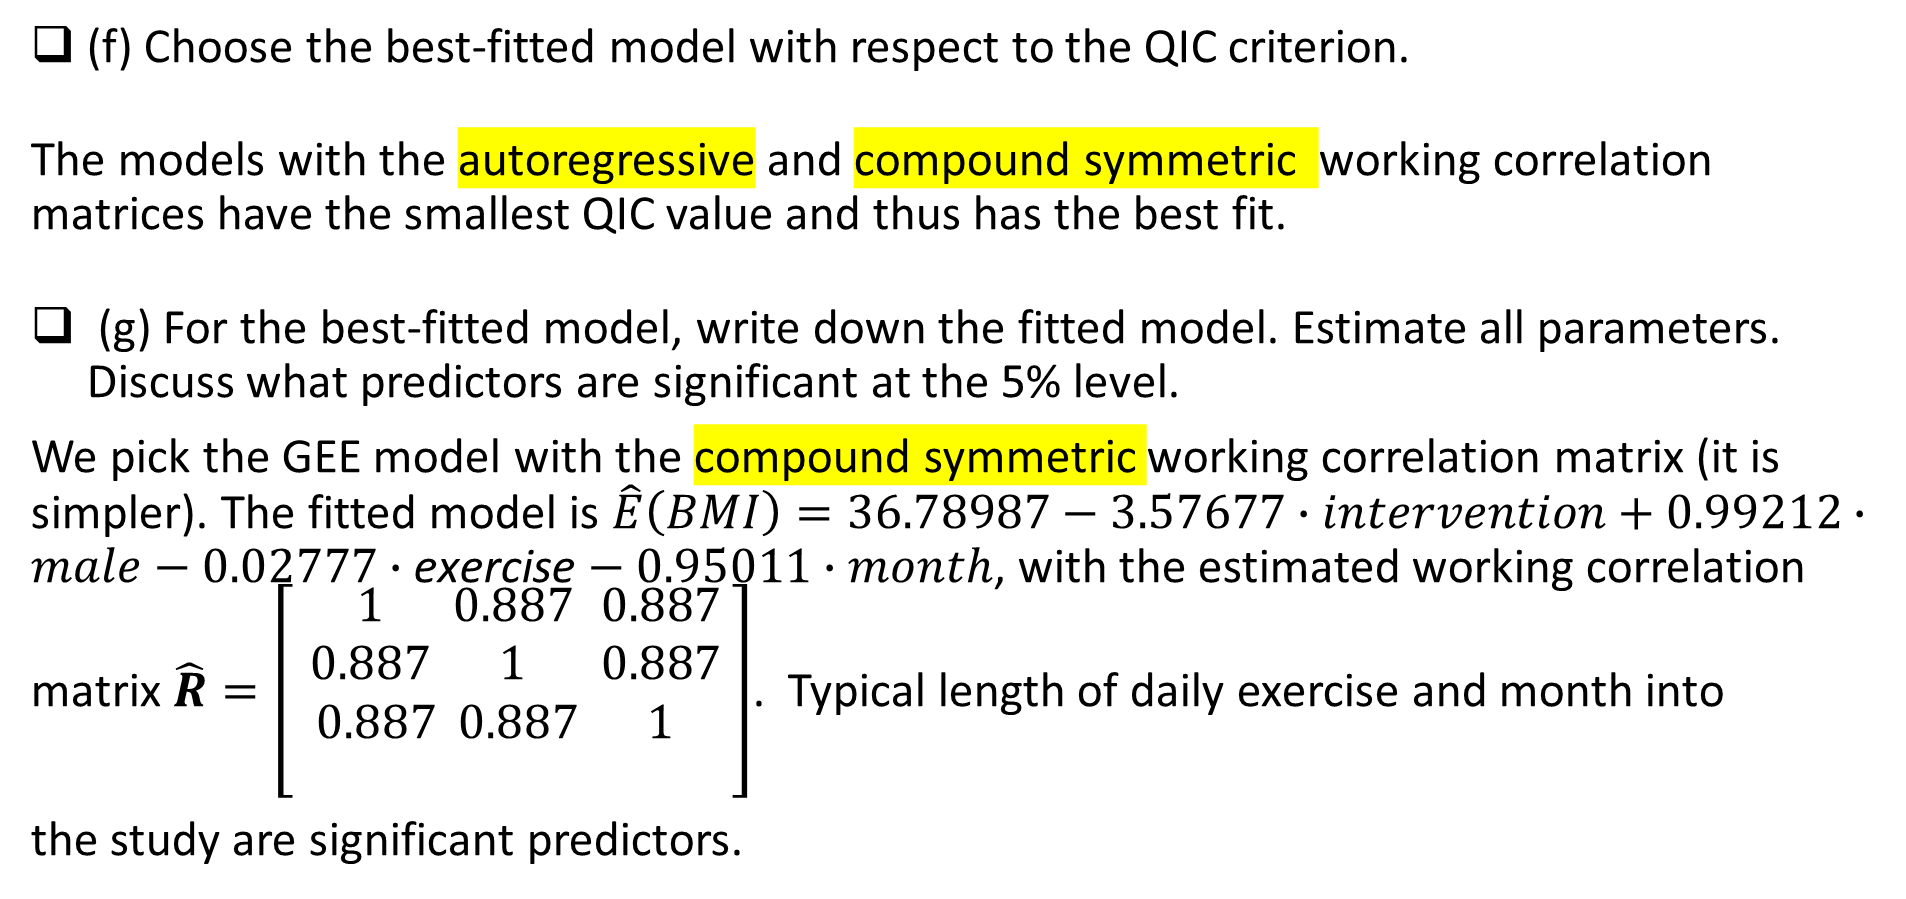 ❑ (f) Choose the best-fitted model with respect to the QIC criterion.
The models with the autoregressive and compound symmetric working correlation
matrices have the smallest QIC value and thus has the best fit.
❑ (g) For the best-fitted model, write down the fitted model. Estimate all parameters.
Discuss what predictors are significant at the 5% level.
We pick the GEE model with the compound symmetric working correlation matrix (it is
simpler). The fitted model is Ê(BMI) = 36.78987 − 3.57677 · intervention + 0.99212 ·
male − 0.02777 · exercise − 0.95011 · month, with the estimated working correlation
1 0.887 0.887
0.887 1 0.887
matrix R̂ = . Typical length of daily exercise and month into
0.887 0.887 1
the study are significant predictors.